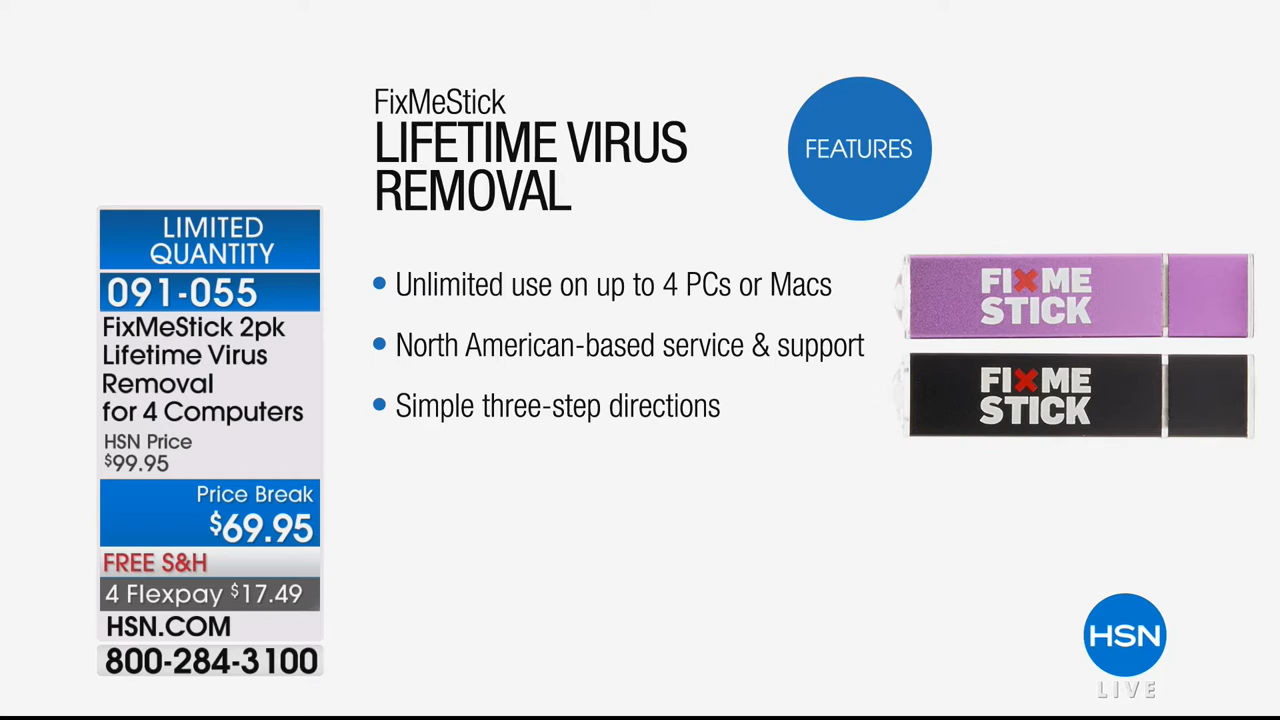 FixMeStick
LIFETIME VIRUS
REMOVAL
FEATURES
• Unlimited use on up to 4 PCs or Macs
• North American-based service & support
• Simple three-step directions
LIMITED
QUANTITY
091-055
FixMeStick 2pk
Lifetime Virus
Removal
for 4 Computers
HSN Price
$99.95
Price Break
$69.95
FREE S&H
4 Flexpay $17.49
HSN.COM
800-284-3100
FIXME
STICK
FIXME
STICK
HSN
LIVE